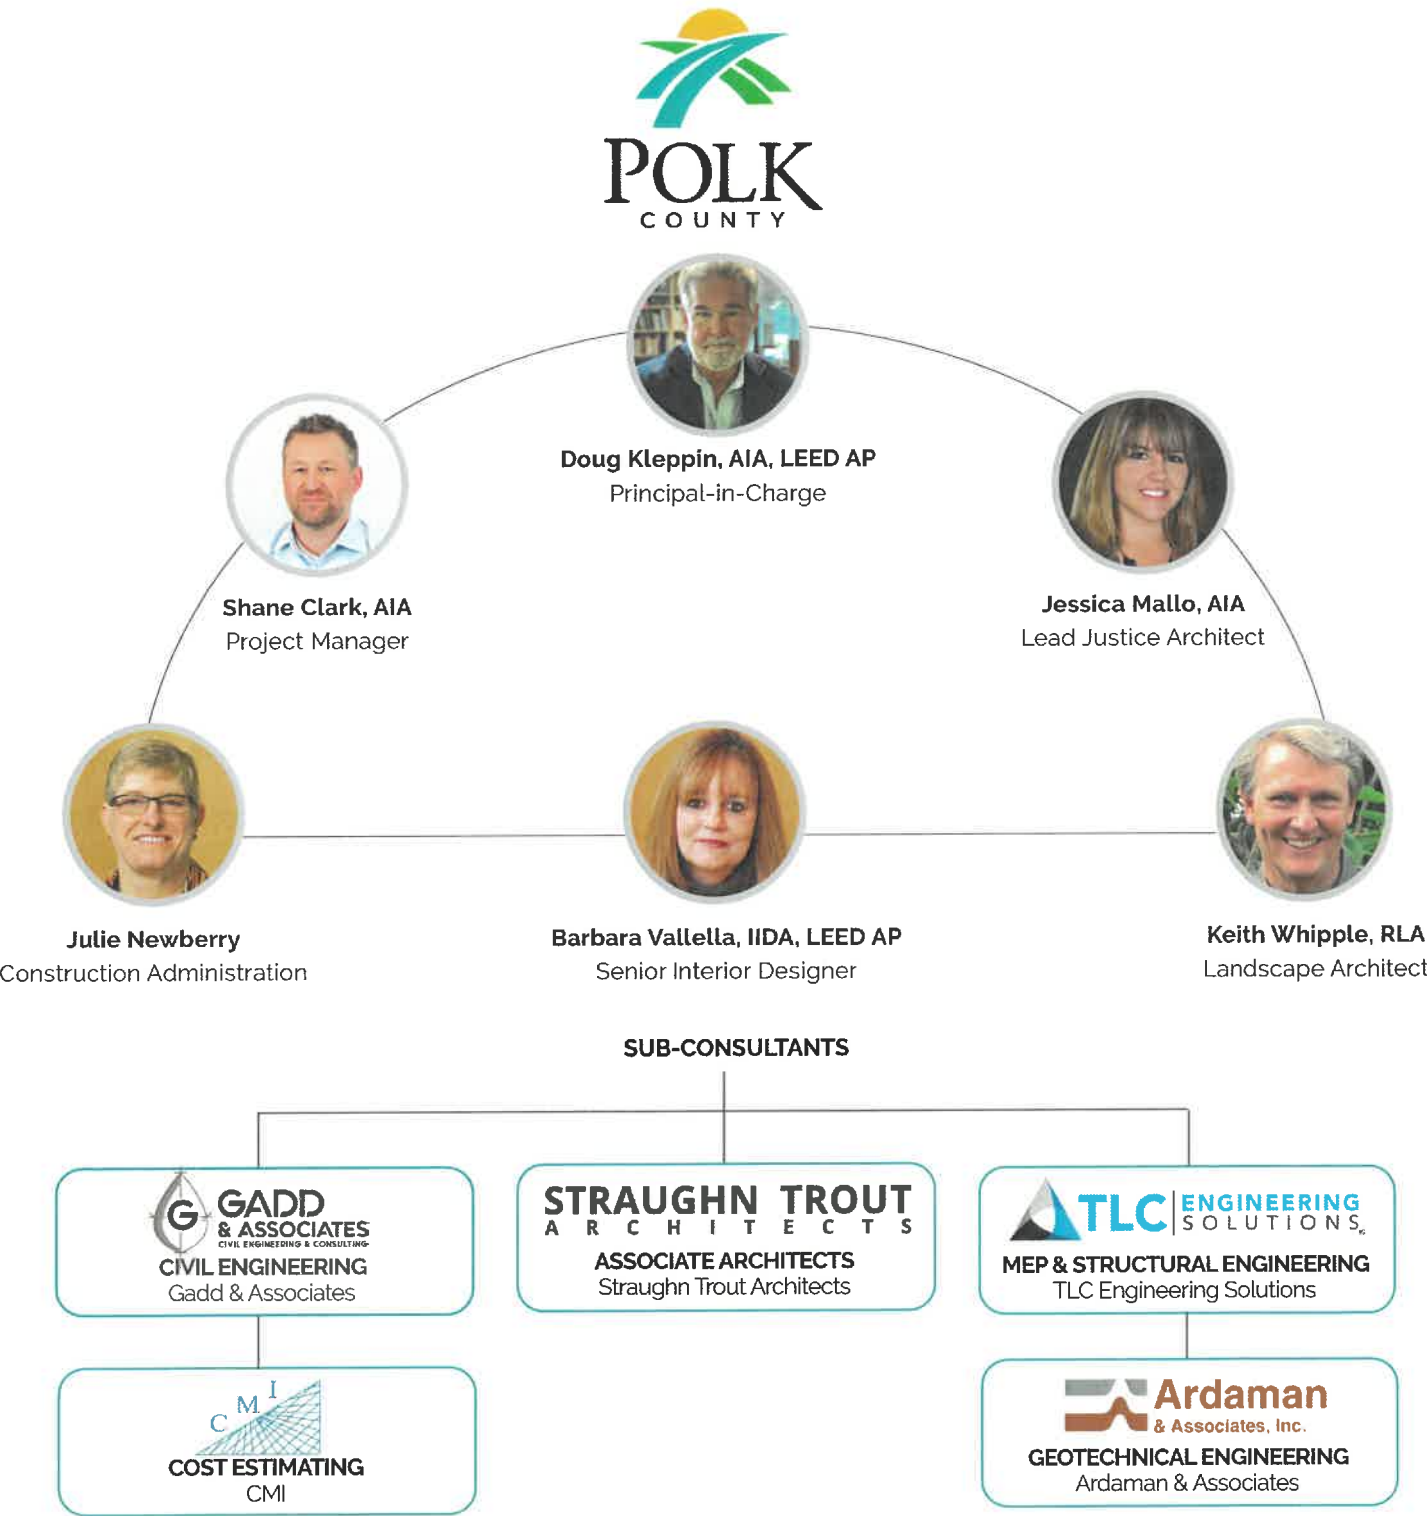 POLK
COUNTY
Doug Kleppin, AIA, LEED AP
Principal-in-Charge
Shane Clark, AIA
Project Manager
Jessica Mallo, AIA
Lead Justice Architect
Julie Newberry
Construction Administration
Barbara Vallella, IIDA, LEED AP
Senior Interior Designer
Keith Whipple, RLA
Landscape Architect
SUB-CONSULTANTS
G
GADD
& ASSOCIATES
CIVIL ENGINEERING & CONSULTING
CIVIL ENGINEERING
Gadd & Associates
STRAUGHN TROUT
ARCHITECTS
ASSOCIATE ARCHITECTS
Straughn Trout Architects
TLC ENGINEERING
SOLUTIONS
MEP & STRUCTURAL ENGINEERING
TLC Engineering Solutions
CMI
COST ESTIMATING
CMI
Ardaman
& Associates, Inc.
GEOTECHNICAL ENGINEERING
Ardaman & Associates